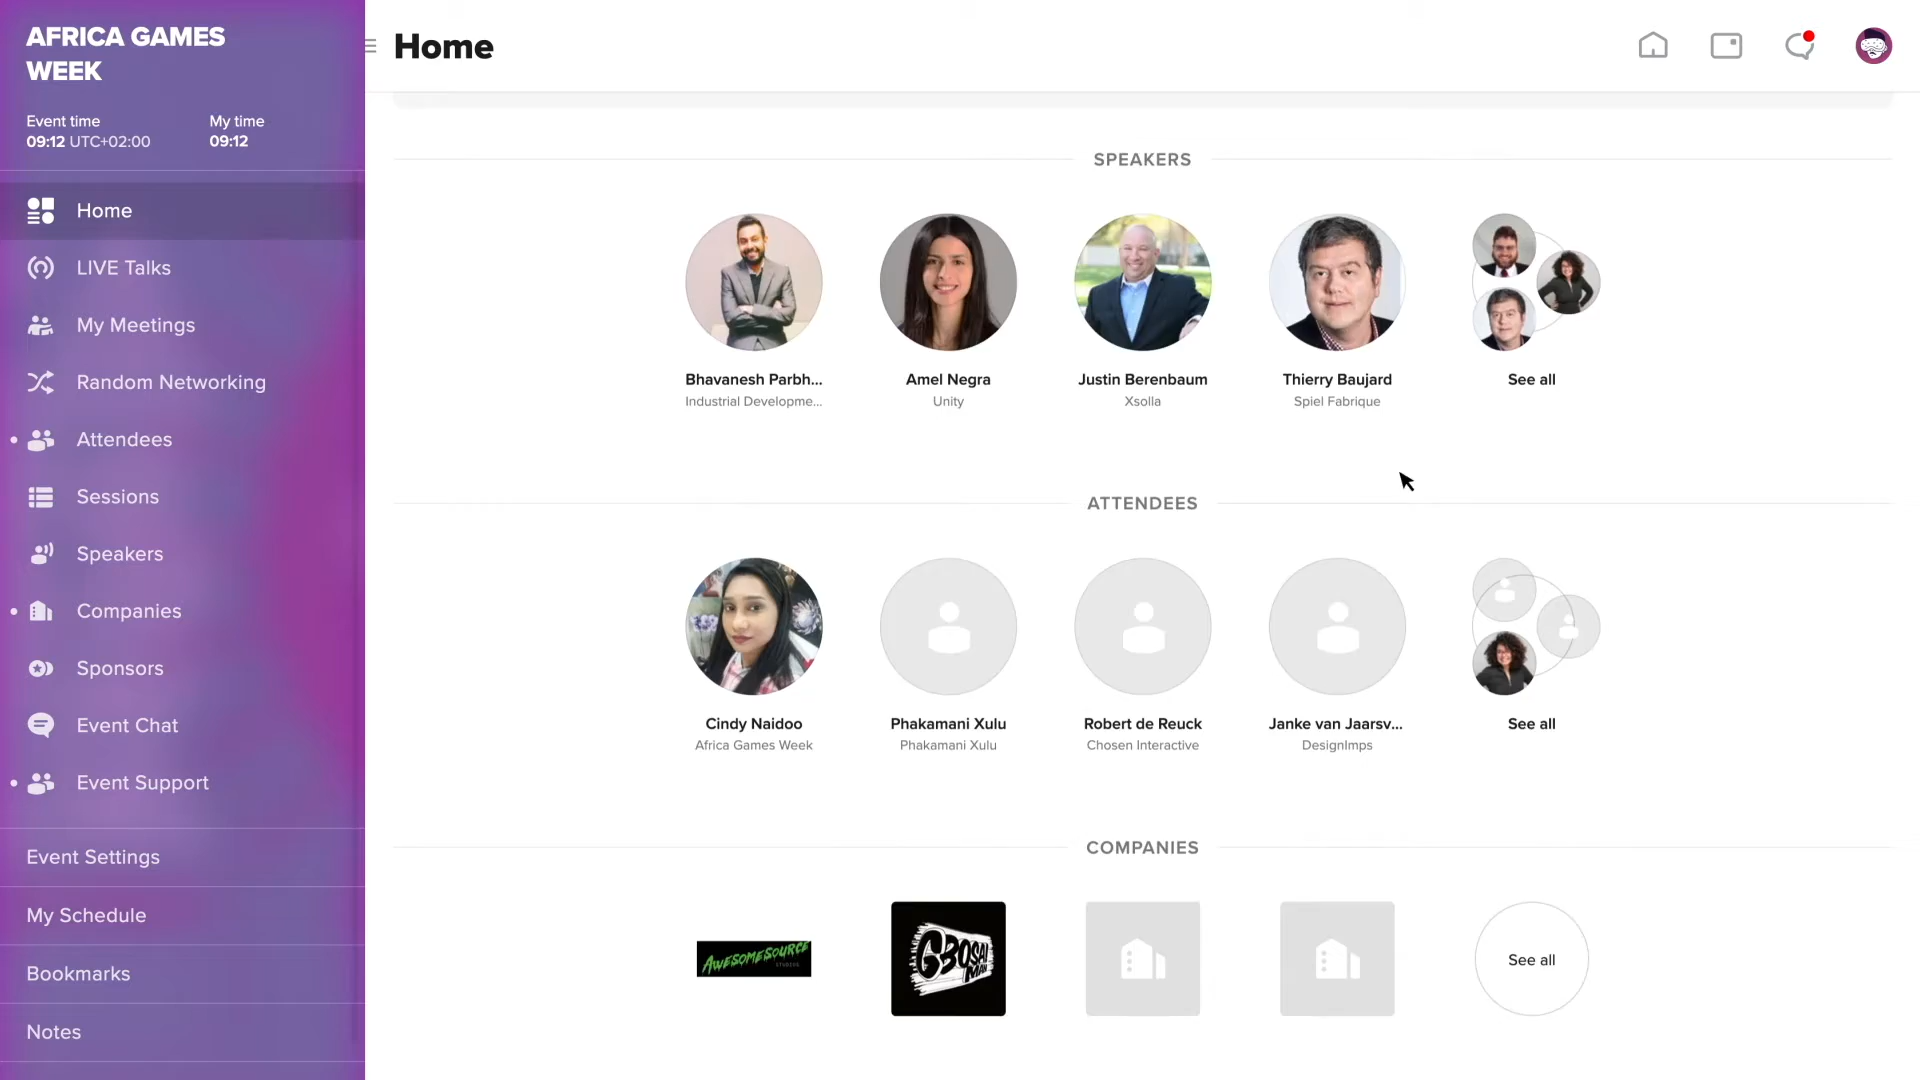 AFRICA GAMES
WEEK
Event time
09:12 UTC+02:00
My time
09:12
Home
LIVE Talks
My Meetings
Random Networking
Attendees
Sessions
Speakers
Companies
Sponsors
Event Chat
Event Support
Event Settings
My Schedule
Bookmarks
Notes
Home
SPEAKERS
Bhavanesh Parbh...
Industrial Developme...
Amel Negra
Unity
Justin Berenbaum
Xsolla
Thierry Baujard
Spiel Fabrique
See all
ATTENDEES
Cindy Naidoo
Africa Games Week
Phakamani Xulu
Phakamani Xulu
Robert de Reuck
Chosen Interactive
Janke van Jaarsv...
DesignImps
See all
COMPANIES
AWESOMESOURCE
STUDIOS
GBOSA!
MAN
See all